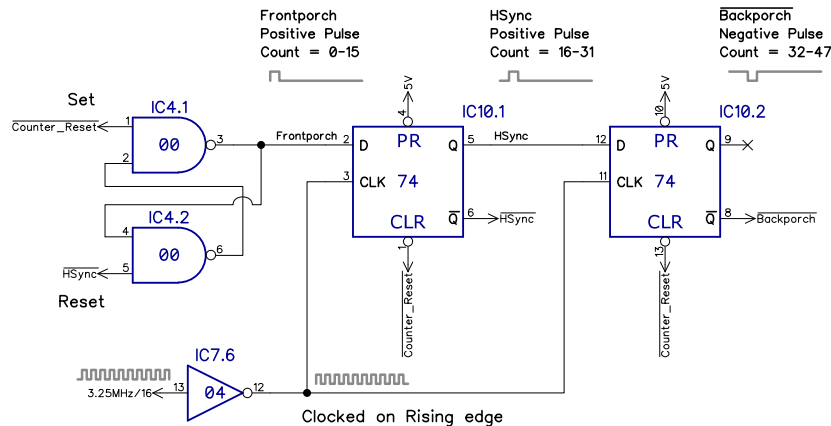 Frontporch
Positive Pulse
Count = 0-15
HSync
Positive Pulse
Count = 16-31
Backporch
Negative Pulse
Count = 32-47
Set
IC4.1
Counter_Reset
1
2
00
3
Frontporch
IC10.1
5V
4
PR
2
D
Q
5
HSync
3
CLK
74
CLR
Q
6
HSync
1
Counter_Reset
IC10.2
5V
10
PR
12
D
Q
9
11
CLK
74
CLR
Q
8
Backporch
13
Counter_Reset
IC4.2
4
00
6
HSync
5
Reset
IC7.6
3.25MHz/16
13
04
12
Clocked on Rising edge